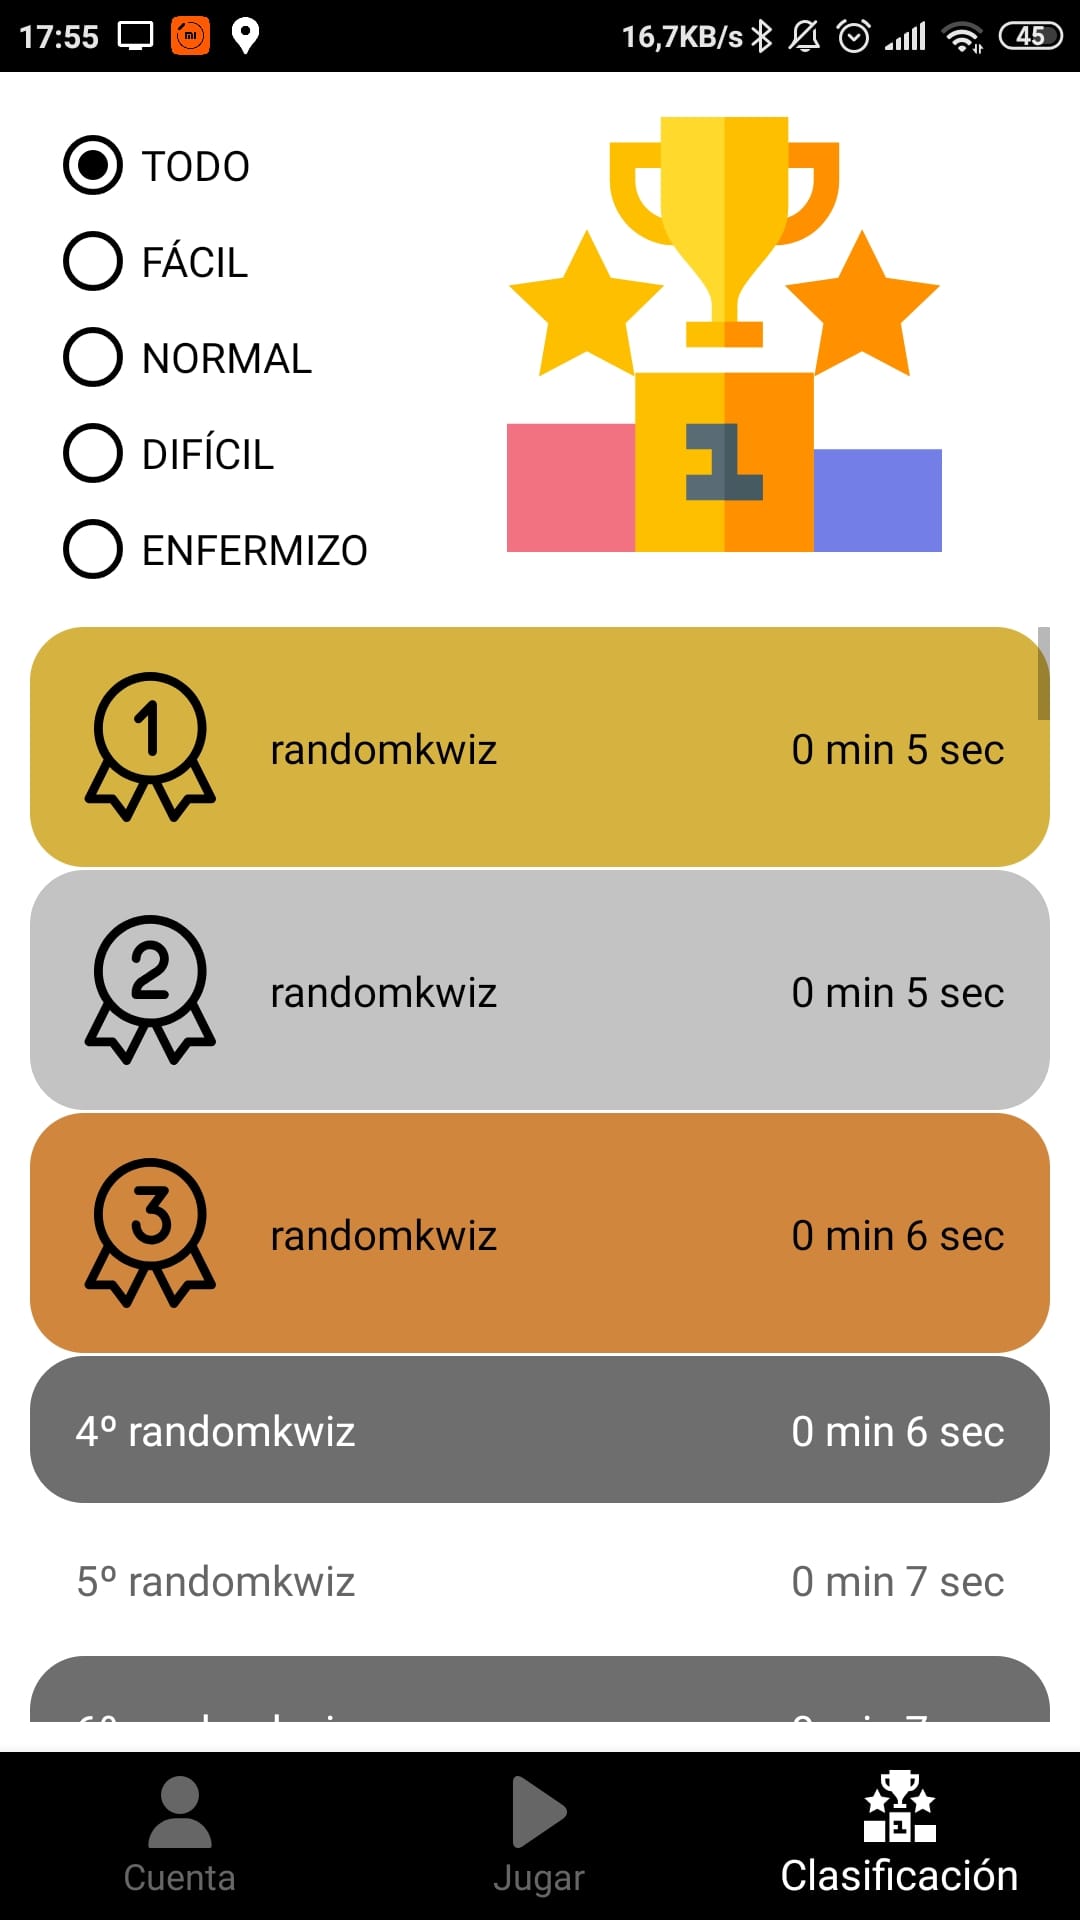 17:55 16,7KB/s 45
TODO
FÁCIL
NORMAL
DIFÍCIL
ENFERMIZO
1
1 randomkwiz 0 min 5 sec
2 randomkwiz 0 min 5 sec
3 randomkwiz 0 min 6 sec
4º randomkwiz 0 min 6 sec
5º randomkwiz 0 min 7 sec
Cuenta Jugar Clasificación